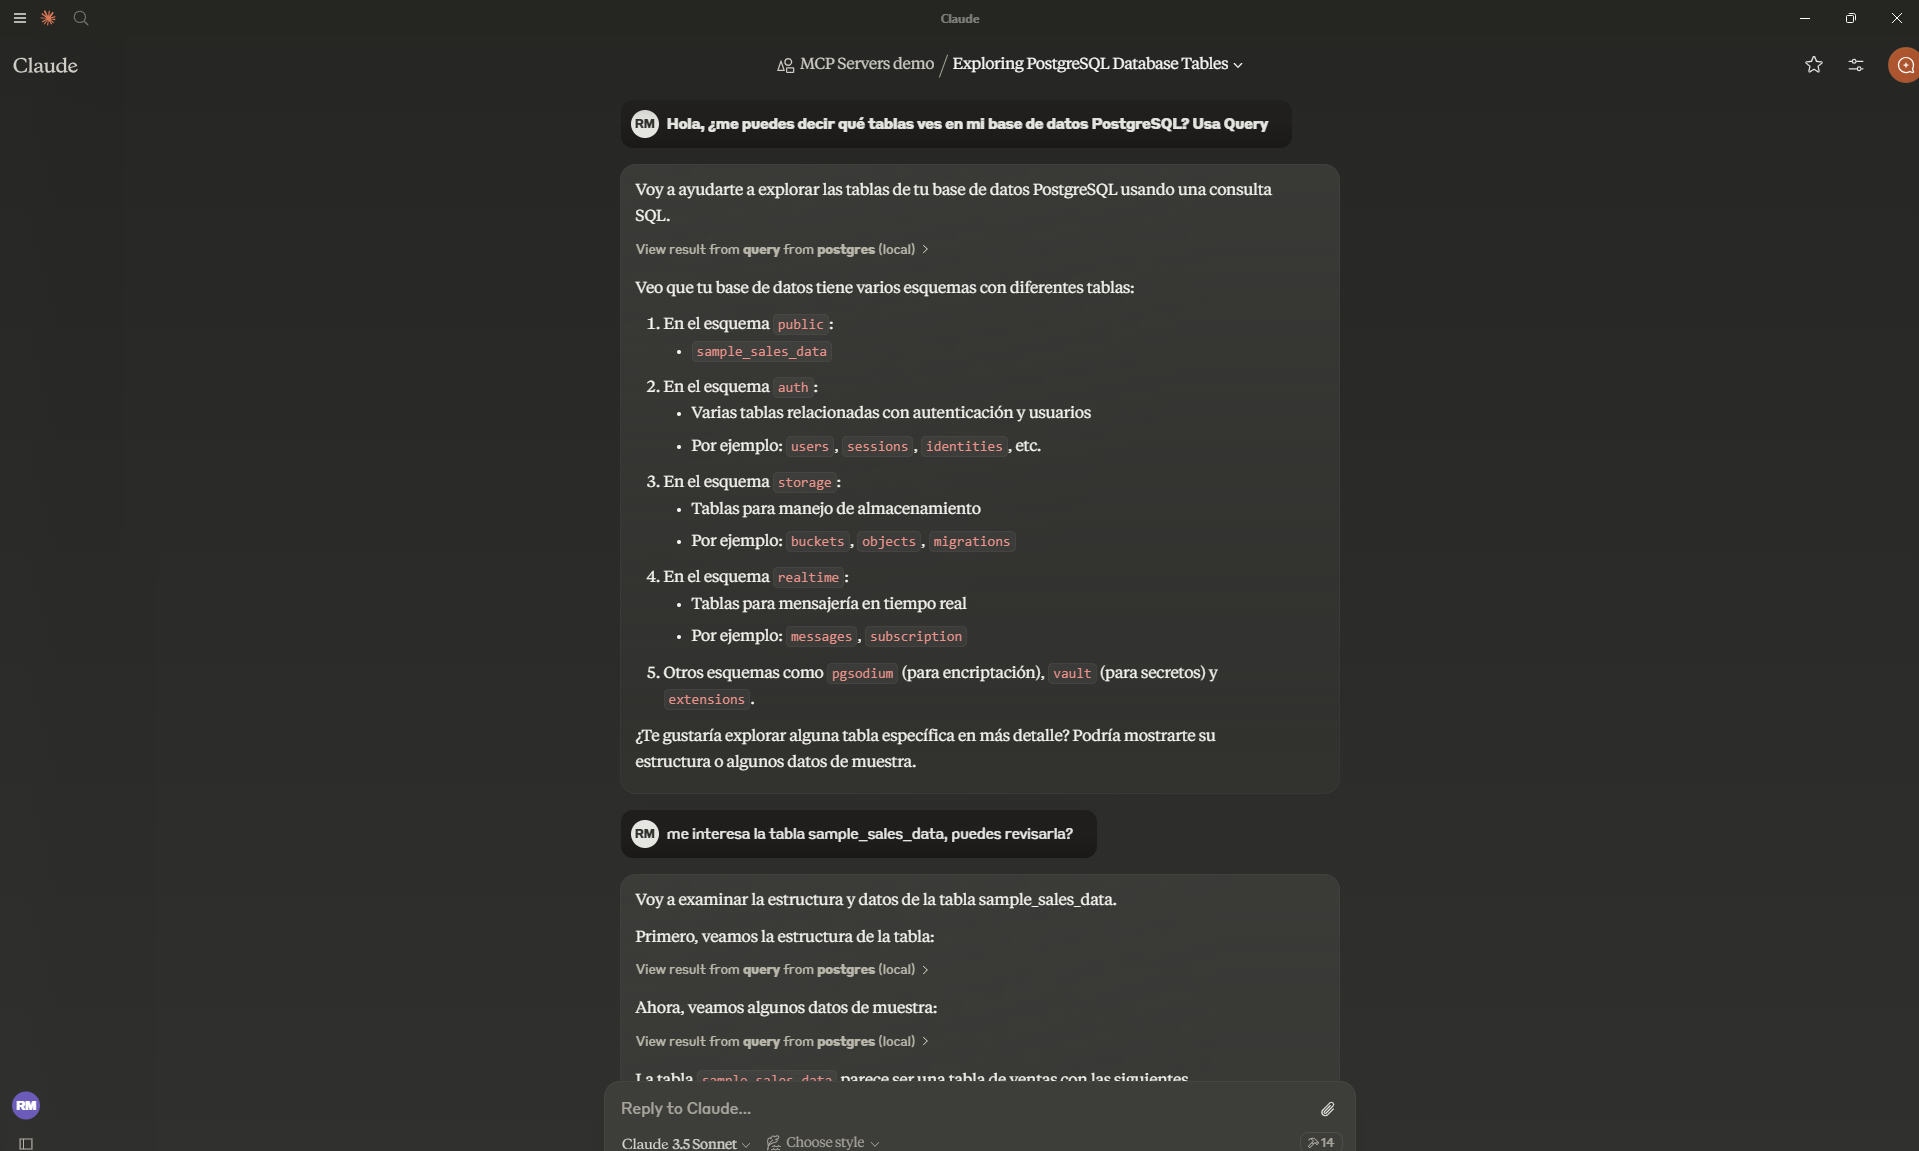 Claude
Claude
MCP Servers demo / Exploring PostgreSQL Database Tables
RM Hola, ¿me puedes decir qué tablas ves en mi base de datos PostgreSQL? Usa Query
Voy a ayudarte a explorar las tablas de tu base de datos PostgreSQL usando una consulta
SQL.
View result from query from postgres (local)
Veo que tu base de datos tiene varios esquemas con diferentes tablas:
1. En el esquema public :
• sample_sales_data
2. En el esquema auth :
• Varias tablas relacionadas con autenticación y usuarios
• Por ejemplo: users , sessions , identities , etc.
3. En el esquema storage :
• Tablas para manejo de almacenamiento
• Por ejemplo: buckets , objects , migrations
4. En el esquema realtime :
• Tablas para mensajería en tiempo real
• Por ejemplo: messages , subscription
5. Otros esquemas como pgsodium (para encriptación), vault (para secretos) y
extensions .
¿Te gustaría explorar alguna tabla específica en más detalle? Podría mostrarte su
estructura o algunos datos de muestra.
RM me interesa la tabla sample_sales_data, puedes revisarla?
Voy a examinar la estructura y datos de la tabla sample_sales_data.
Primero, veamos la estructura de la tabla:
View result from query from postgres (local)
Ahora, veamos algunos datos de muestra:
View result from query from postgres (local)
La tabla sample_sales_data parece ser una tabla de ventas con las siguientes
RM
Reply to Claude...
Claude 3.5 Sonnet Choose style 14